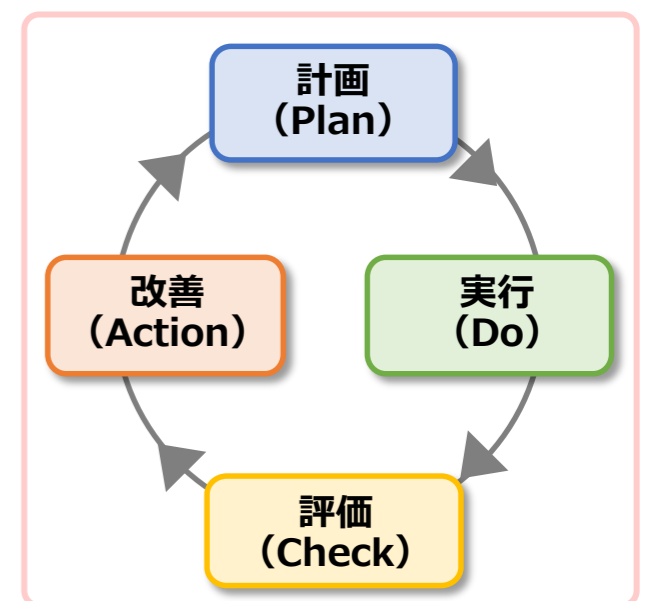 計画
（Plan）
改善
（Action）
実行
（Do）
評価
（Check）